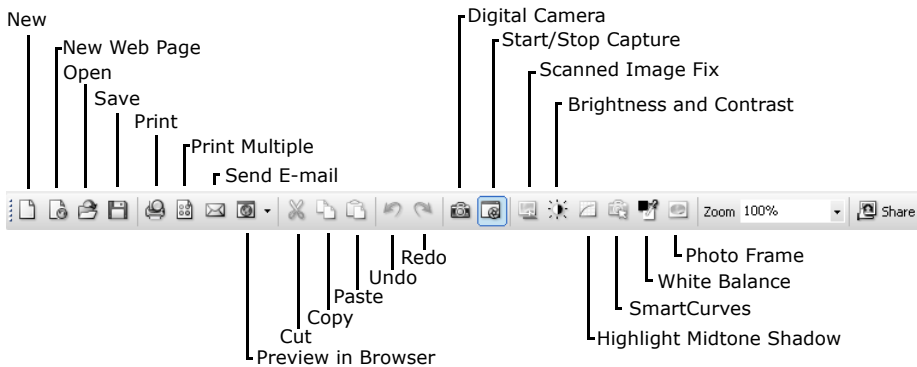 New
Digital Camera
Start/Stop Capture
New Web Page
Open
Scanned Image Fix
Save
Brightness and Contrast
Print
Print Multiple
Send E-mail
Zoom 100% Share
Redo
Photo Frame
Undo
White Balance
Paste
SmartCurves
Copy
Cut
Highlight Midtone Shadow
Preview in Browser